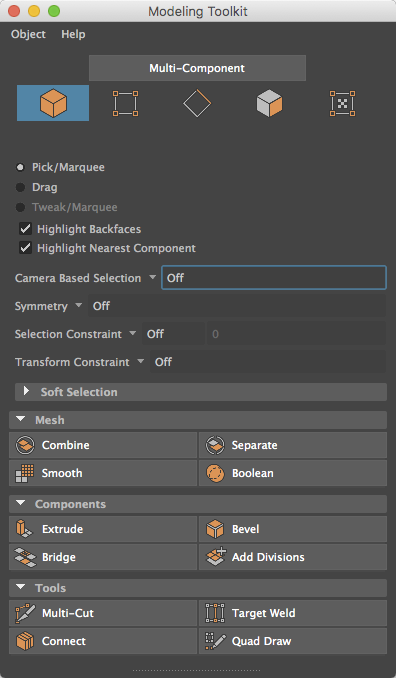 Modeling Toolkit
Object Help
Multi-Component
Pick/Marquee
Drag
Tweak/Marquee
Highlight Backfaces
Highlight Nearest Component
Camera Based Selection Off
Symmetry Off
Selection Constraint Off 0
Transform Constraint Off
Soft Selection
Mesh
Combine Separate
Smooth Boolean
Components
Extrude Bevel
Bridge Add Divisions
Tools
Multi-Cut Target Weld
Connect Quad Draw